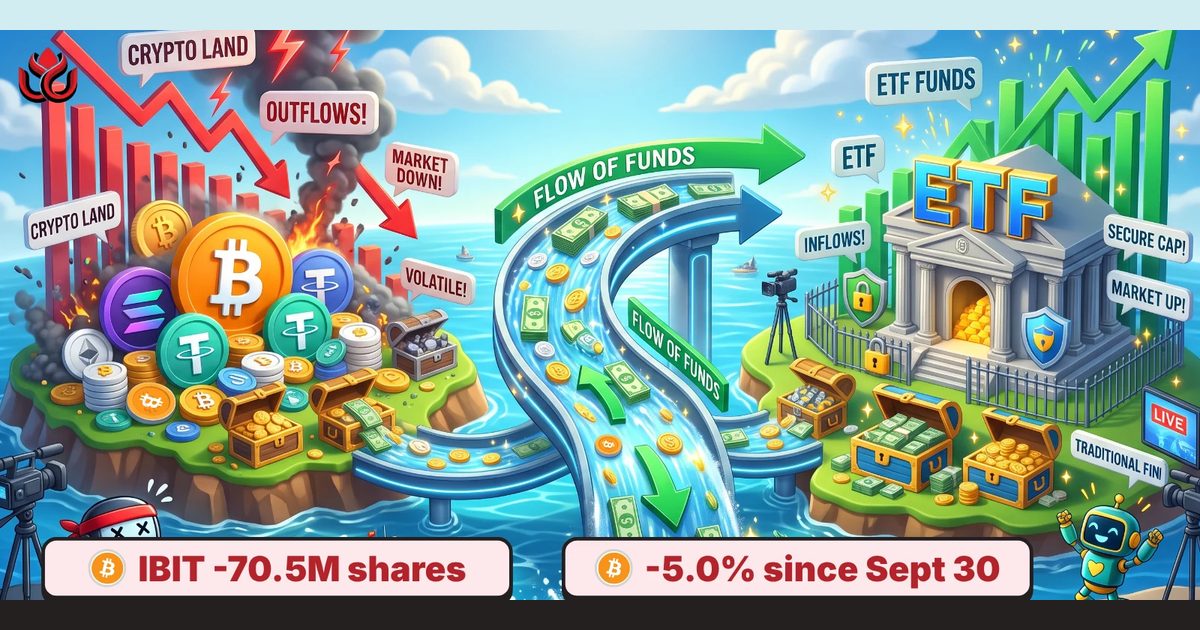 CRYPTO LAND
OUTFLOWS!
MARKET
DOWN!
CRYPTO LAND
VOLATILE!
FLOW OF FUNDS
FLOW OF FUNDS
ETF FUNDS
ETF
ETF
INFLOWS!
SECURE CAP!
MARKET UP!
LIVE
TRADITIONAL FIN
IBIT -70.5M shares
-5.0% since Sept 30